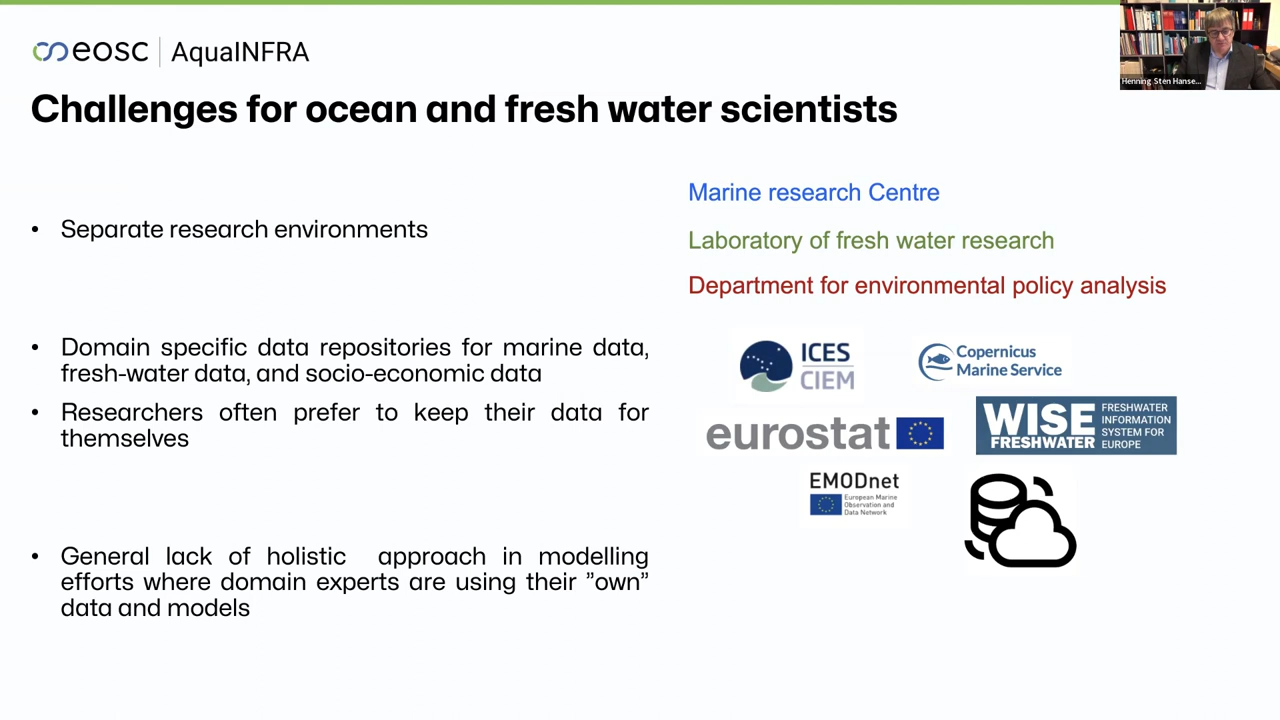 eosc | AquaINFRA
Henning Sten Hanse...
Challenges for ocean and fresh water scientists
• Separate research environments
• Domain specific data repositories for marine data,
fresh-water data, and socio-economic data
• Researchers often prefer to keep their data for
themselves
• General lack of holistic approach in modelling
efforts where domain experts are using their ”own”
data and models
Marine research Centre
Laboratory of fresh water research
Department for environmental policy analysis
ICES
CIEM
Copernicus
Marine Service
eurostat
WISE
FRESHWATER
FRESHWATER
INFORMATION
SYSTEM FOR
EUROPE
EMODnet
European Marine
Observation and
Data Network